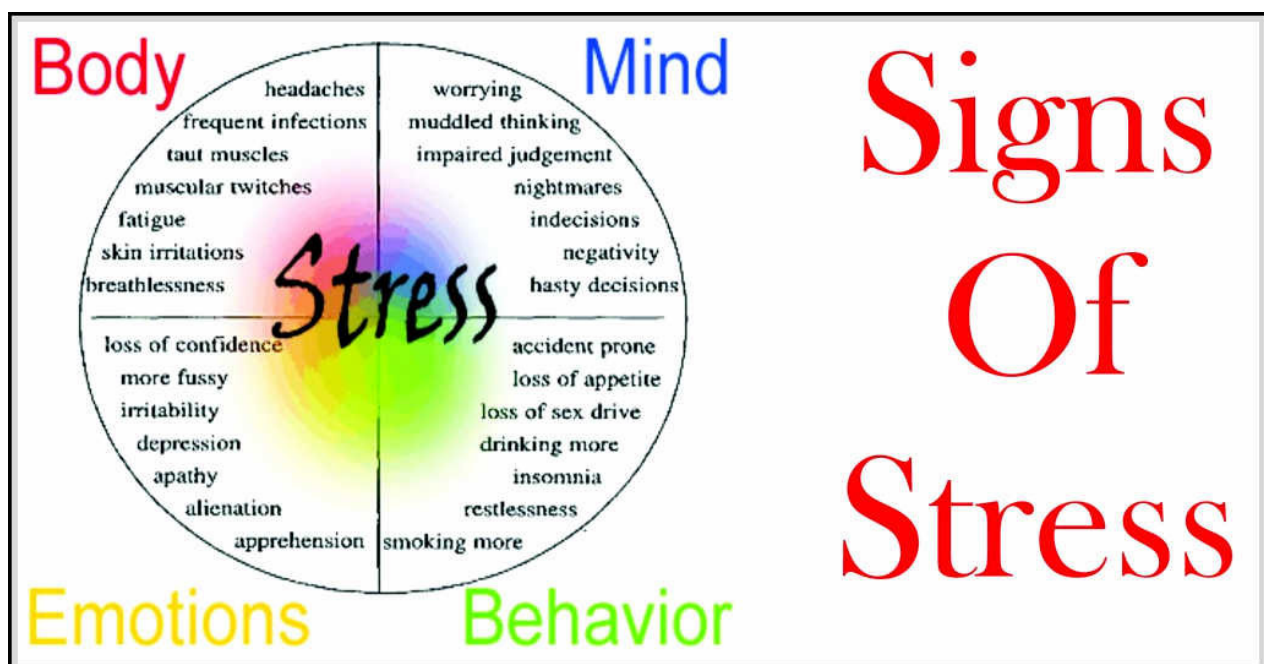 Body
headaches
frequent infections
taut muscles
muscular twitches
fatigue
skin irritations
breathlessness
Mind
worrying
muddled thinking
impaired judgement
nightmares
indecisions
negativity
hasty decisions
Stress
loss of confidence
more fussy
irritability
depression
apathy
alienation
apprehension
Emotions
accident prone
loss of appetite
loss of sex drive
drinking more
insomnia
restlessness
smoking more
Behavior
Signs
Of
Stress